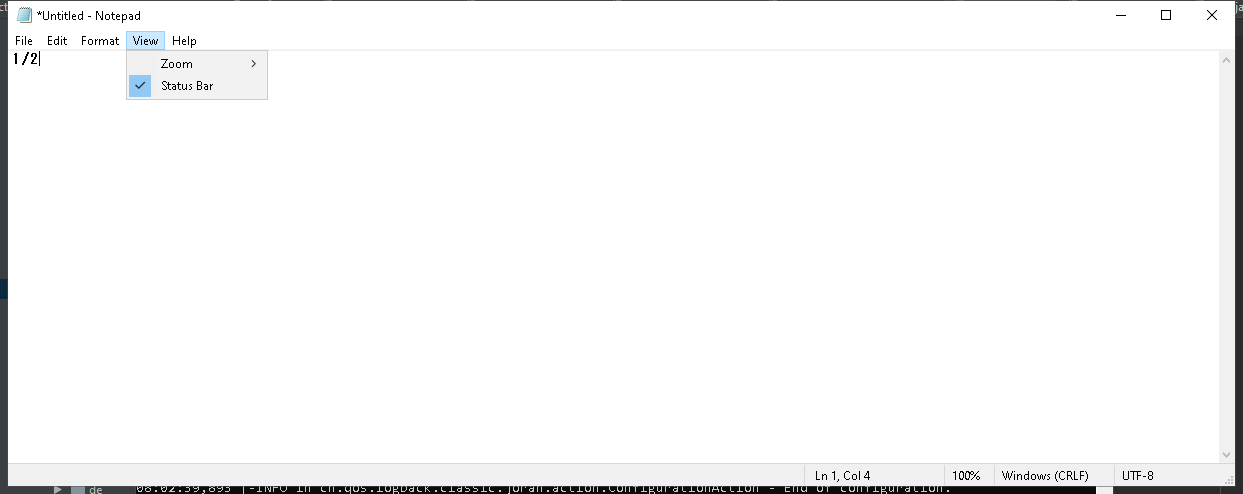 *Untitled - Notepad
File Edit Format View Help
1/2
Zoom
Status Bar
Ln 1, Col 4 100% Windows (CRLF) UTF-8
de 08:02:39,893 |-INFO in ch.qos.logback.classic.joran.action.ConfigurationAction - End of configuration.